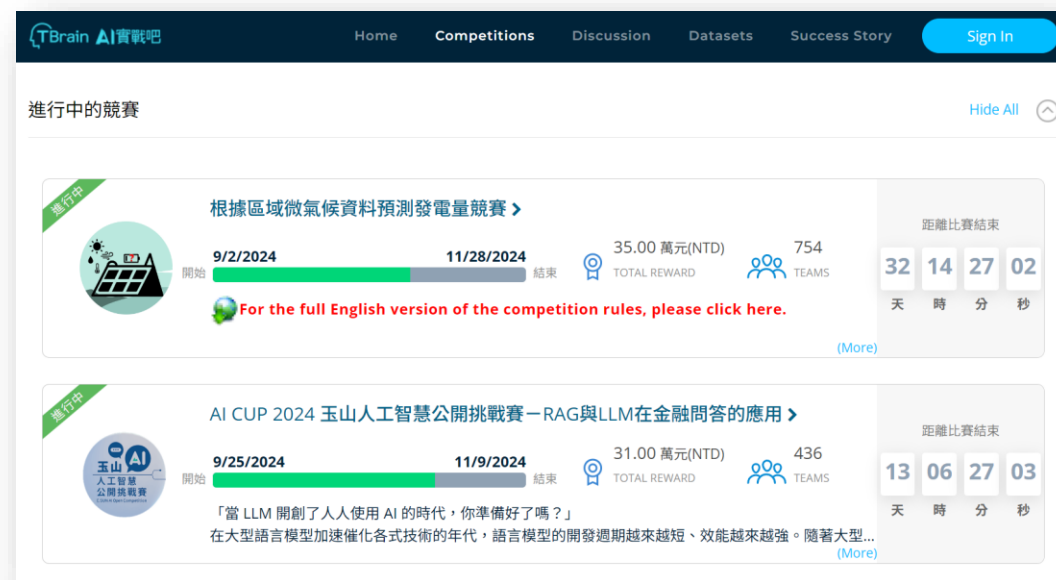 TBrain AI實戰吧 Home Competitions Discussion Datasets Success Story Sign In
進行中的競賽 Hide All
進行中
根據區域微氣候資料預測發電量競賽
9/2/2024 11/28/2024
開始 結束
35.00 萬元(NTD)
TOTAL REWARD
754
TEAMS
For the full English version of the competition rules, please click here.
(More)
距離比賽結束
32 14 27 02
天 時 分 秒
進行中
玉山 AI
人工智慧
公開挑戰賽
AI CUP 2024 玉山人工智慧公開挑戰賽－RAG與LLM在金融問答的應用
9/25/2024 11/9/2024
開始 結束
31.00 萬元(NTD)
TOTAL REWARD
436
TEAMS
「當 LLM 開創了人人使用 AI 的時代，你準備好了嗎？」
在大型語言模型加速催化各式技術的年代，語言模型的開發週期越來越短、效能越來越強。隨著大型...
(More)
距離比賽結束
13 06 27 03
天 時 分 秒